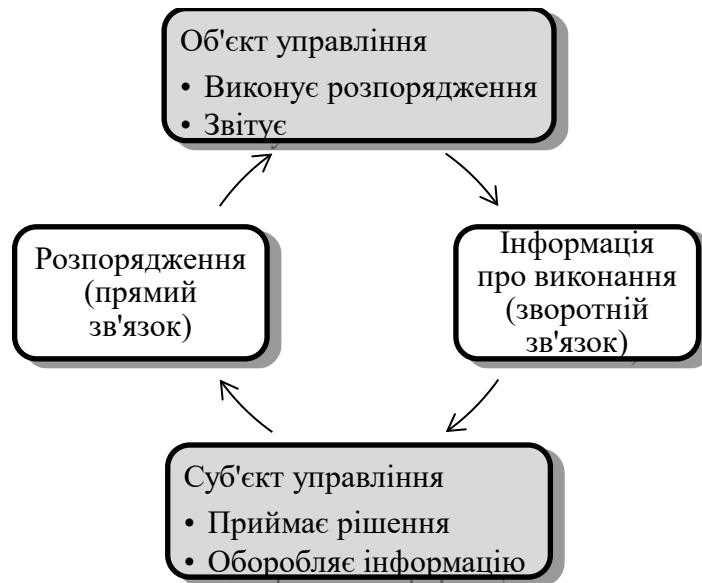 Об'єкт управління
• Виконує розпорядження
• Звітує
Розпорядження
(прямий
зв'язок)
Інформація
про виконання
(зворотній
зв'язок)
Суб'єкт управління
• Приймає рішення
• Оборобляє інформацію